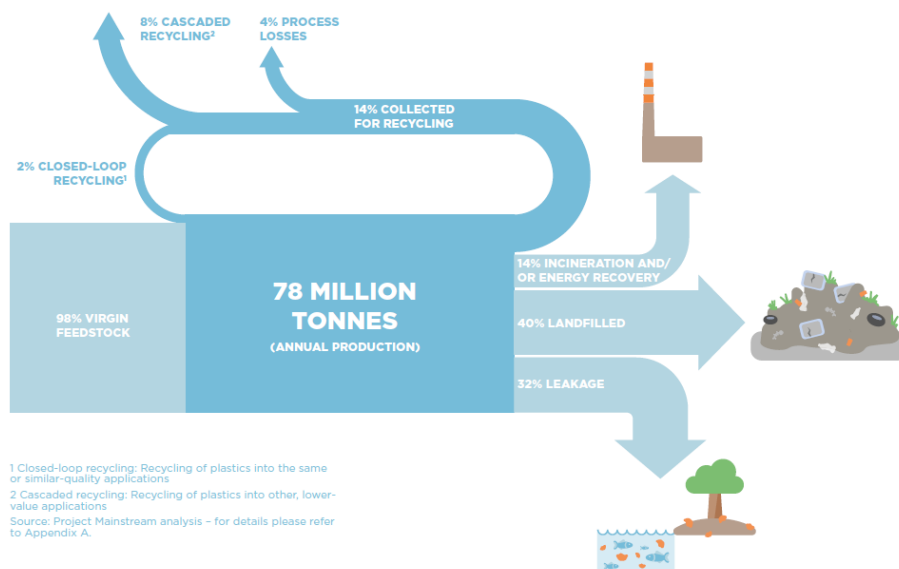 8% CASCADED
RECYCLING²
4% PROCESS
LOSSES
14% COLLECTED
FOR RECYCLING
2% CLOSED-LOOP
RECYCLING¹
98% VIRGIN
FEEDSTOCK
78 MILLION
TONNES
(ANNUAL PRODUCTION)
14% INCINERATION AND/
OR ENERGY RECOVERY
40% LANDFILLED
32% LEAKAGE
1 Closed-loop recycling: Recycling of plastics into the same
or similar-quality applications
2 Cascaded recycling: Recycling of plastics into other, lower-
value applications
Source: Project Mainstream analysis – for details please refer
to Appendix A.